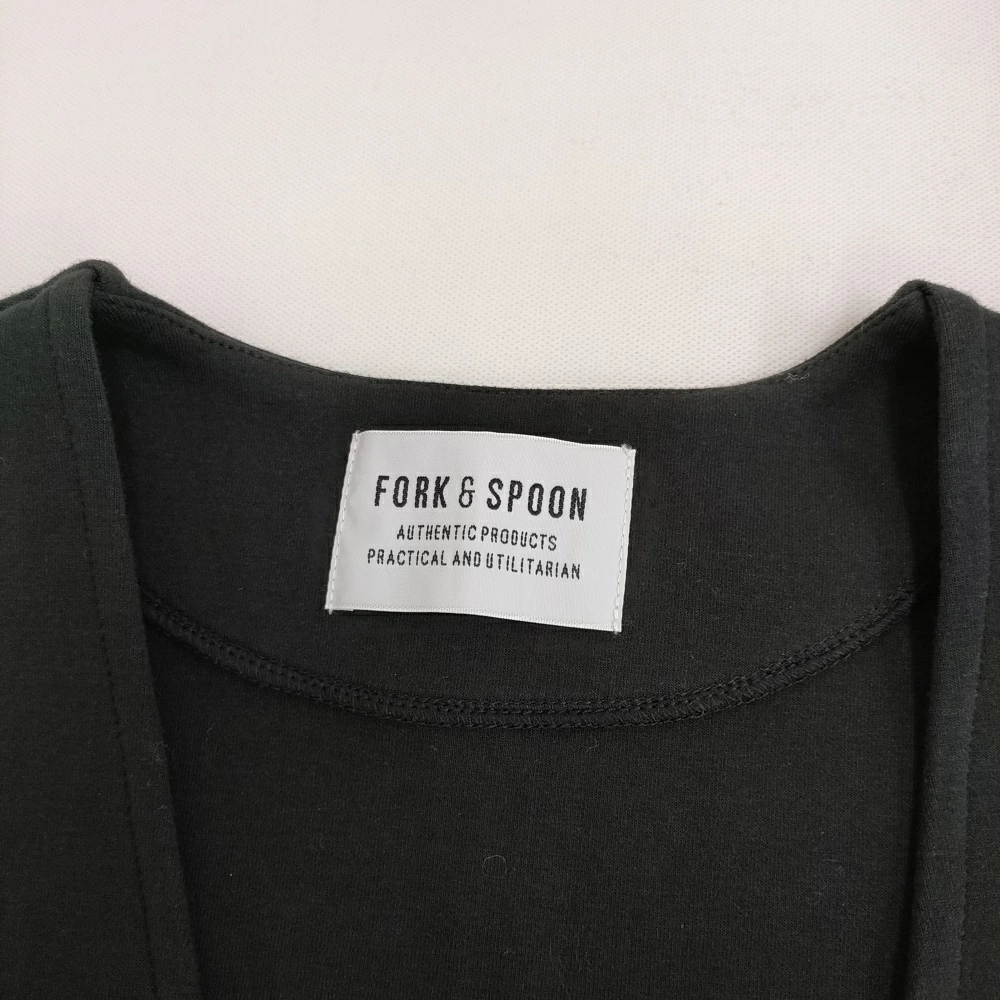 FORK & SPOON
AUTHENTIC PRODUCTS
PRACTICAL AND UTILITARIAN